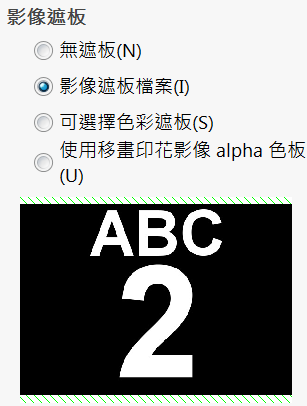 影像遮板
無遮板(N)
影像遮板檔案(I)
可選擇色彩遮板(S)
使用移畫印花影像 alpha 色板
(U)
ABC
2